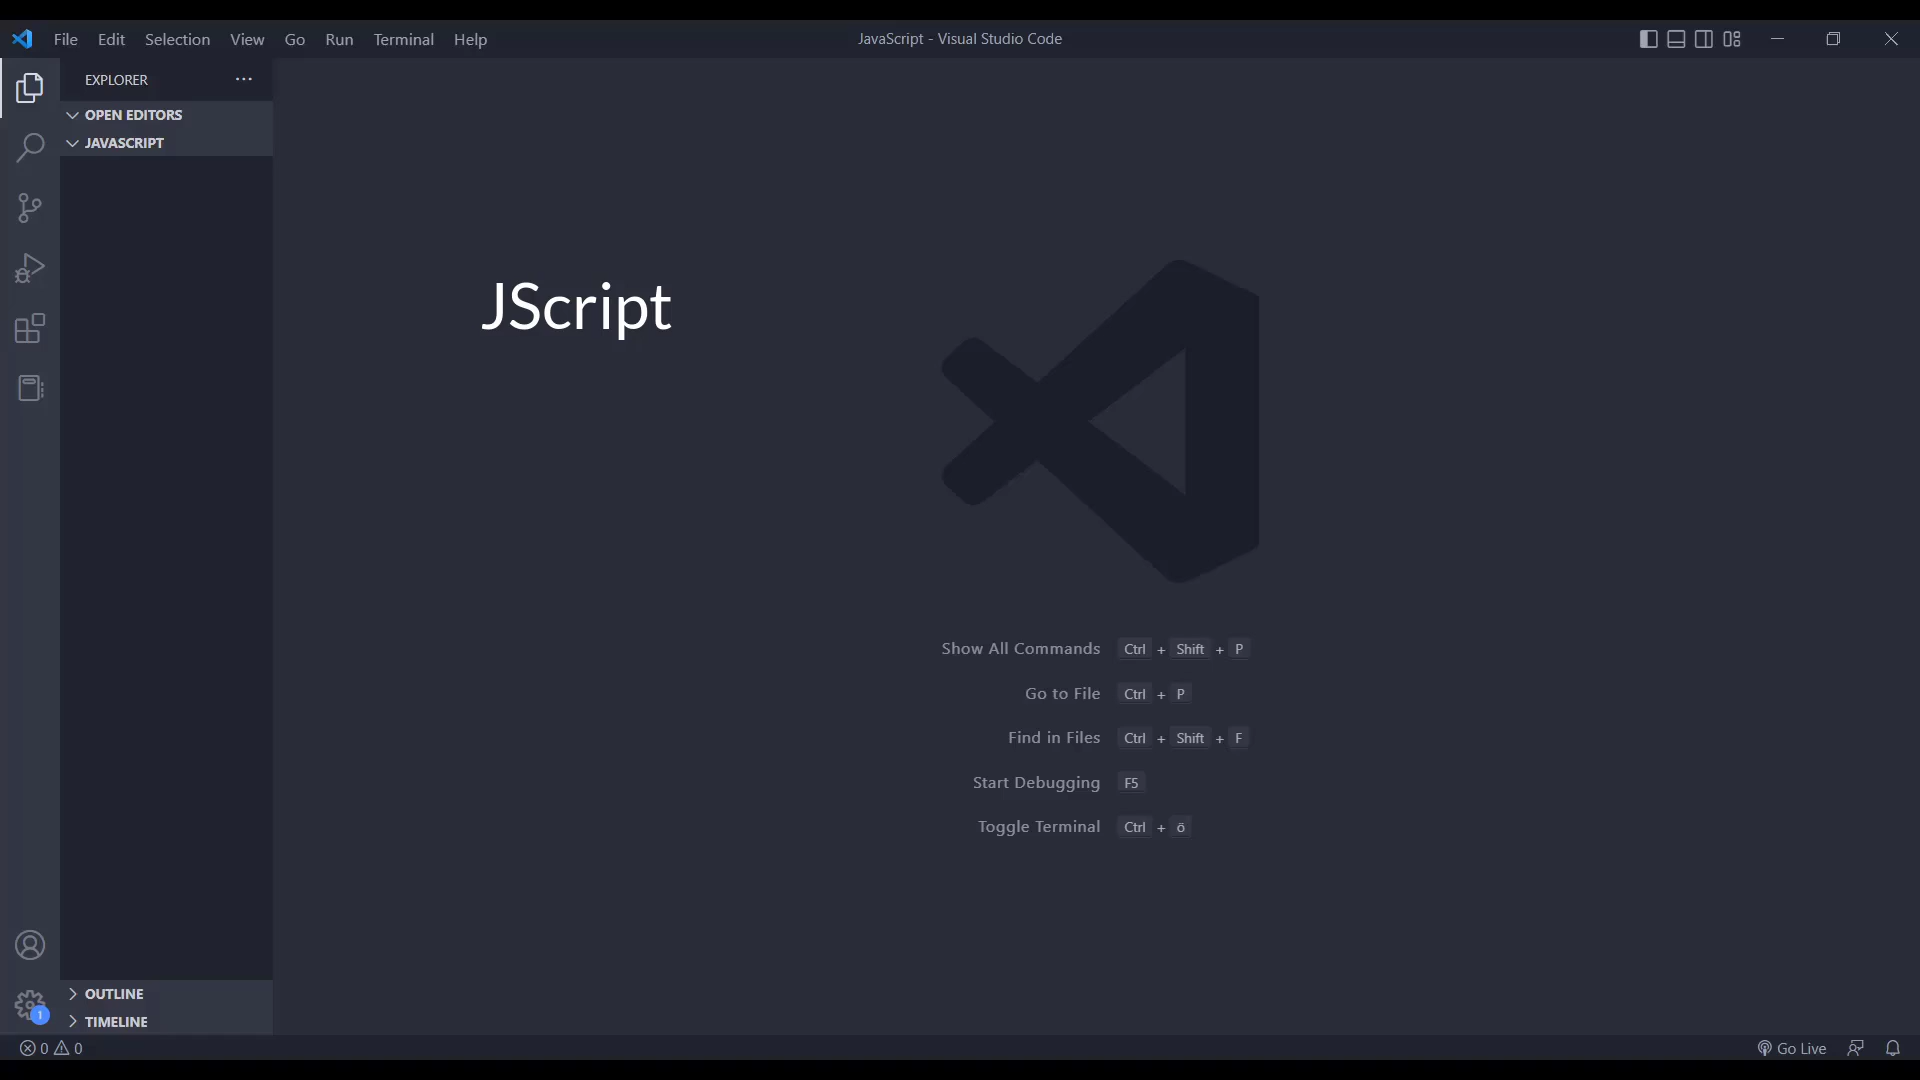 File Edit Selection View Go Run Terminal Help
JavaScript - Visual Studio Code
EXPLORER
OPEN EDITORS
JAVASCRIPT
JScript
Show All Commands Ctrl + Shift + P
Go to File Ctrl + P
Find in Files Ctrl + Shift + F
Start Debugging F5
Toggle Terminal Ctrl + ö
OUTLINE
1
TIMELINE
0 0
Go Live